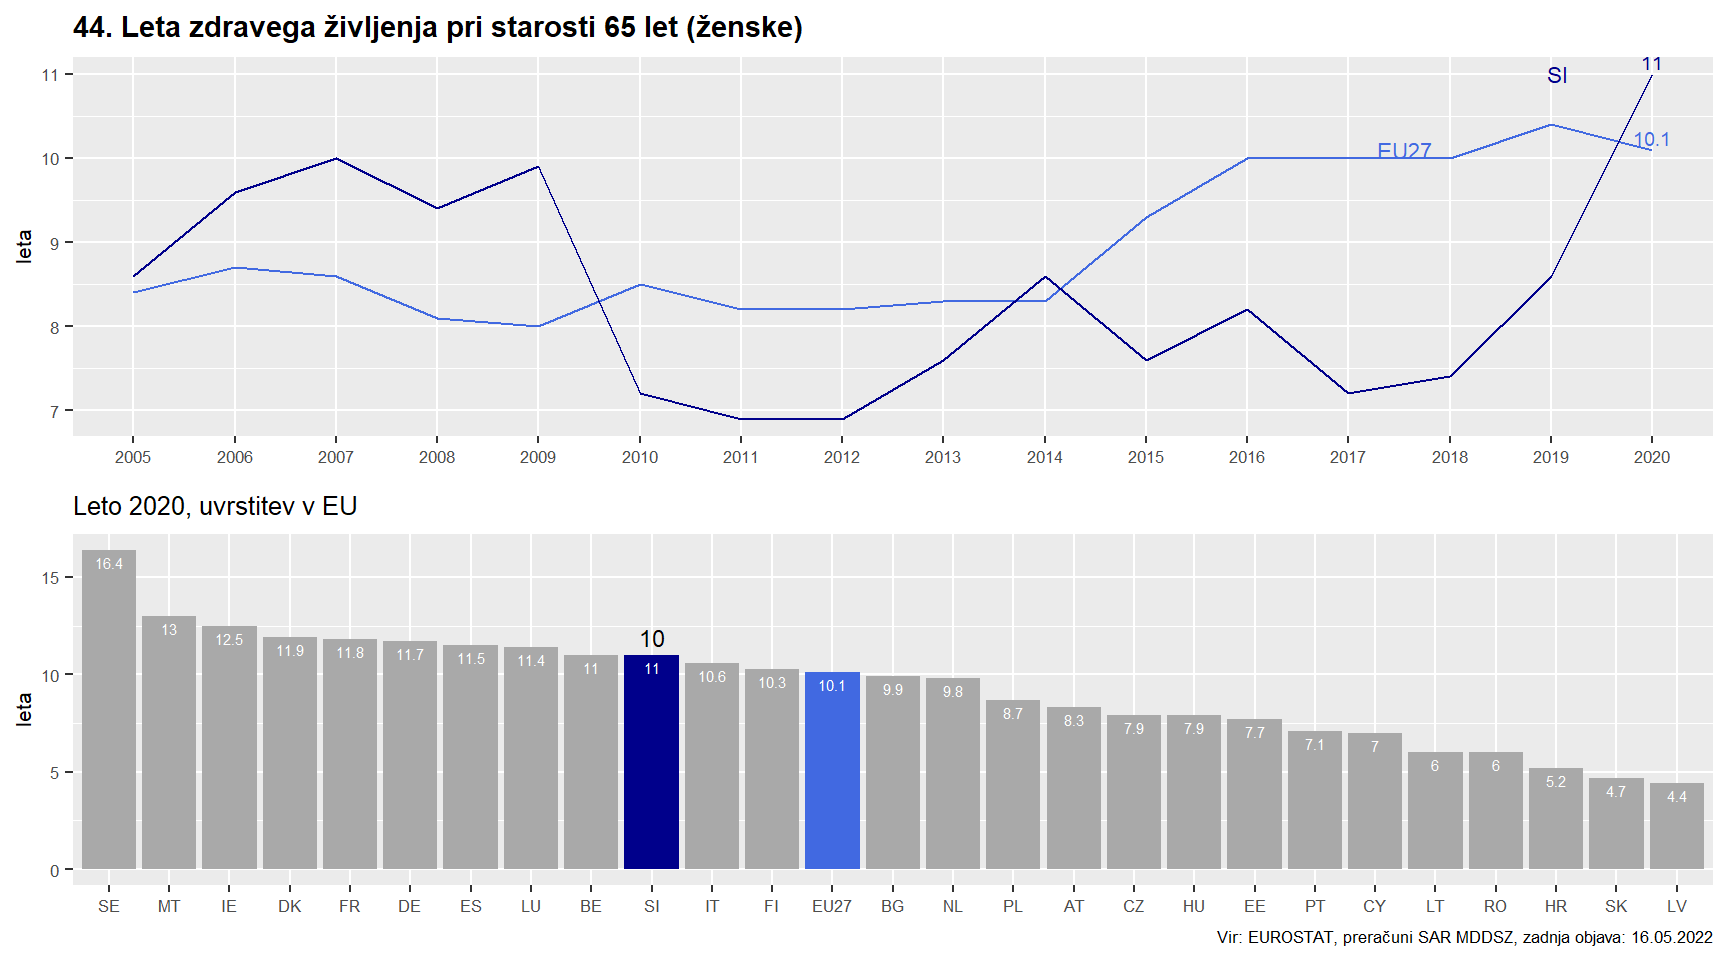 44. Leta zdravega življenja pri starosti 65 let (ženske)
leta
11
10
9
8
7
SI
11
EU27
10.1
2005 2006 2007 2008 2009 2010 2011 2012 2013 2014 2015 2016 2017 2018 2019 2020
Leto 2020, uvrstitev v EU
leta
15
10
5
0
10
16.4 13 12.5 11.9 11.8 11.7 11.5 11.4 11 11 10.6 10.3 10.1 9.9 9.8 8.7 8.3 7.9 7.9 7.7 7.1 7 6 6 5.2 4.7 4.4
SE MT IE DK FR DE ES LU BE SI IT FI EU27 BG NL PL AT CZ HU EE PT CY LT RO HR SK LV
Vir: EUROSTAT, preračuni SAR MDDSZ, zadnja objava: 16.05.2022